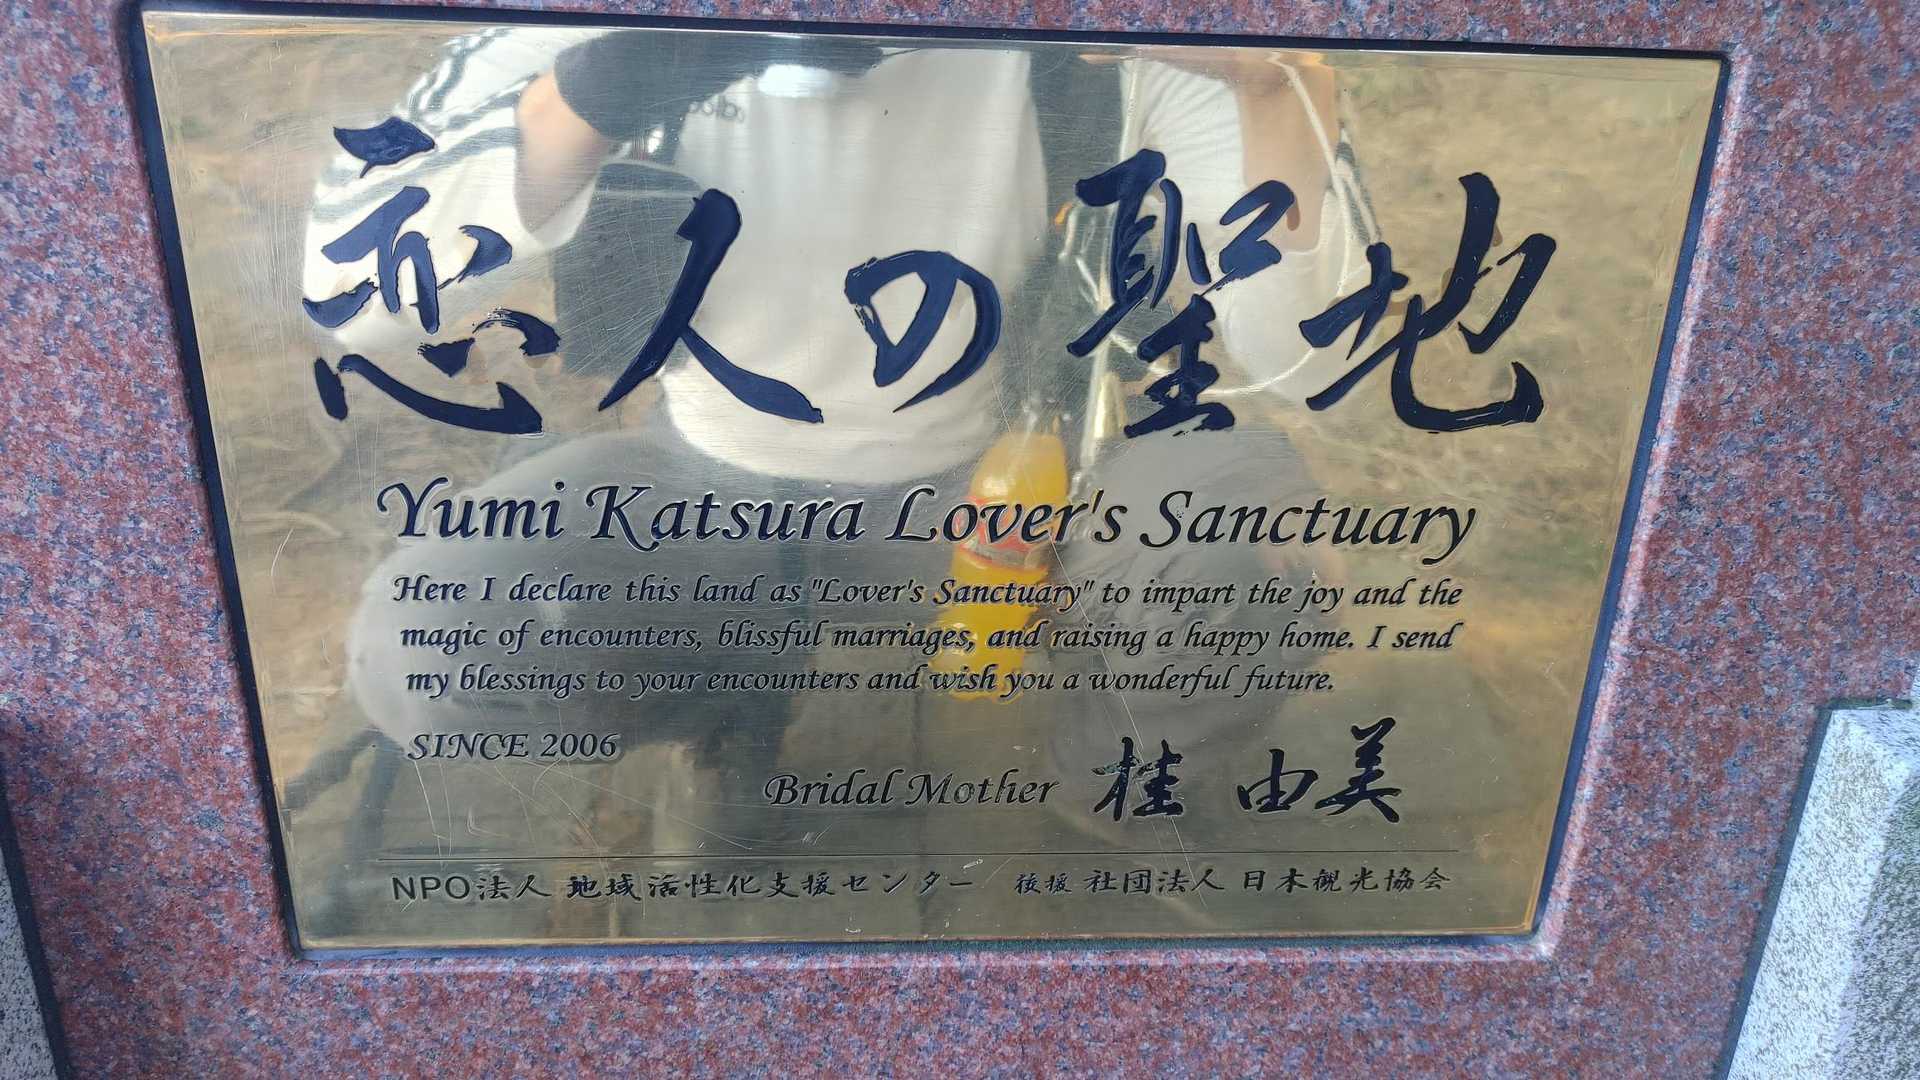 恋人の聖地
Yumi Katsura Lover's Sanctuary
Here I declare this land as "Lover's Sanctuary" to impart the joy and the
magic of encounters, blissful marriages, and raising a happy home. I send
my blessings to your encounters and wish you a wonderful future.
SINCE 2006
Bridal Mother 桂 由美
NPO法人 地域活性化支援センター 後援 社団法人 日本観光協会